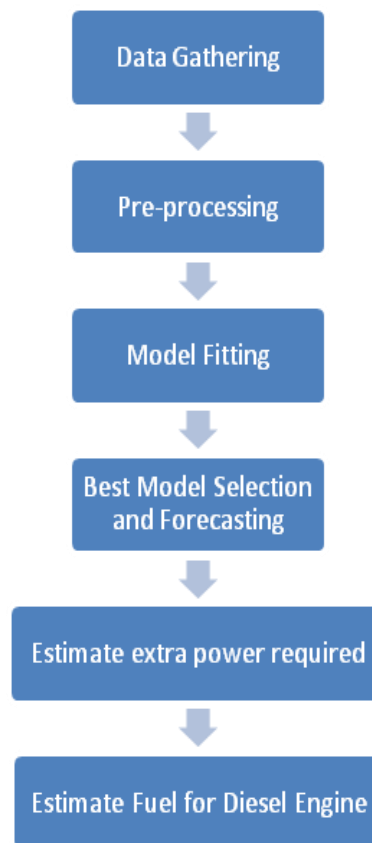 Data Gathering
Pre-processing
Model Fitting
Best Model Selection
and Forecasting
Estimate extra power required
Estimate Fuel for Diesel Engine